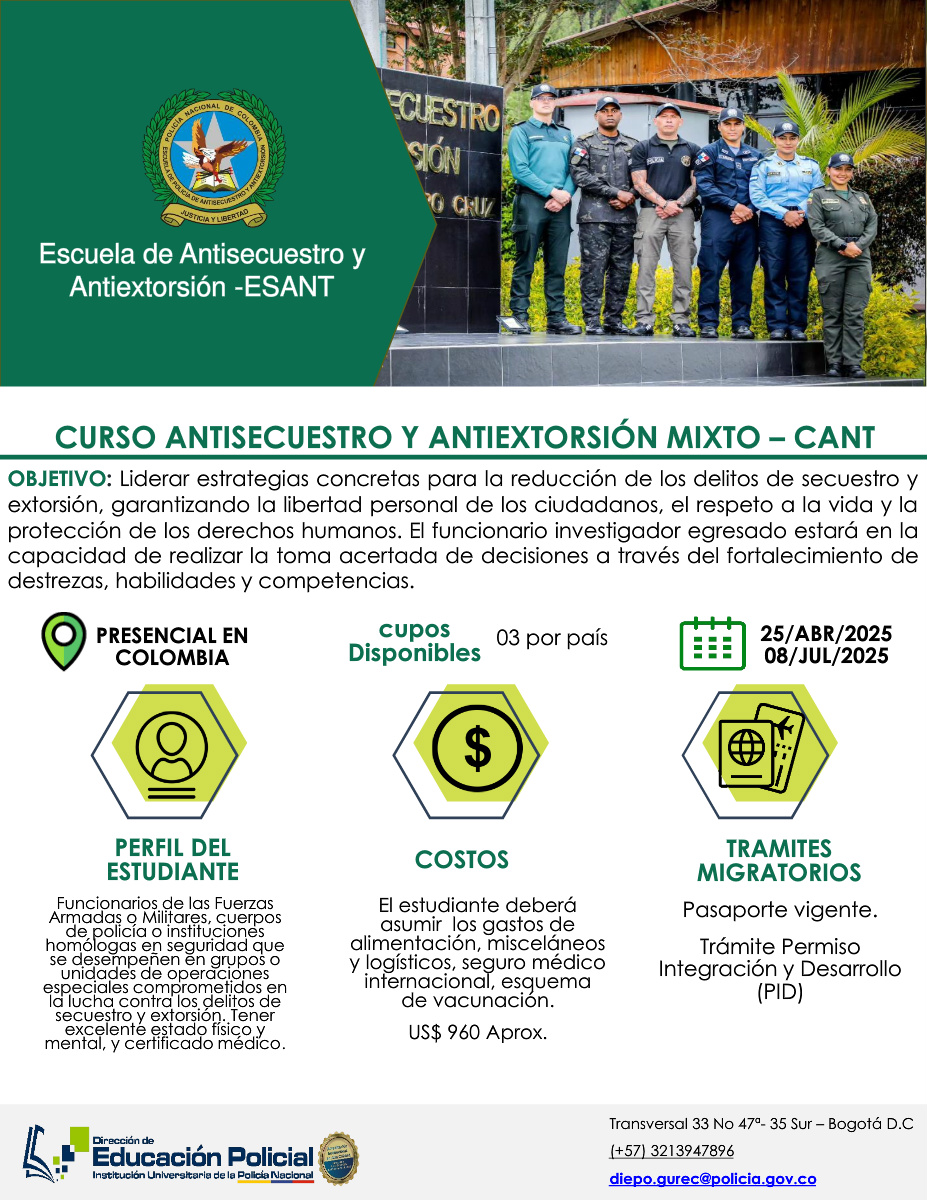 POLICÍA NACIONAL DE COLOMBIA
ESCUELA DE POLICÍA DE ANTISECUESTRO Y ANTIEXTORSIÓN
JUSTICIA Y LIBERTAD
Escuela de Antisecuestro y
Antiextorsión -ESANT
ECUESTRO
SIÓN
RO CRUZ
CURSO ANTISECUESTRO Y ANTIEXTORSIÓN MIXTO – CANT
OBJETIVO: Liderar estrategias concretas para la reducción de los delitos de secuestro y
extorsión, garantizando la libertad personal de los ciudadanos, el respeto a la vida y la
protección de los derechos humanos. El funcionario investigador egresado estará en la
capacidad de realizar la toma acertada de decisiones a través del fortalecimiento de
destrezas, habilidades y competencias.
PRESENCIAL EN
COLOMBIA
cupos
Disponibles
03 por país
25/ABR/2025
08/JUL/2025
$
PERFIL DEL
ESTUDIANTE
Funcionarios de las Fuerzas
Armadas o Militares, cuerpos
de policía o instituciones
homólogas en seguridad que
se desempeñen en grupos o
unidades de operaciones
especiales comprometidos en
la lucha contra los delitos de
secuestro y extorsión. Tener
excelente estado físico y
mental, y certificado médico.
COSTOS
El estudiante deberá
asumir los gastos de
alimentación, misceláneos
y logísticos, seguro médico
internacional, esquema
de vacunación.
US$ 960 Aprox.
TRAMITES
MIGRATORIOS
Pasaporte vigente.
Trámite Permiso
Integración y Desarrollo
(PID)
Dirección de
Educación Policial
Institución Universitaria de la Policía Nacional
Transversal 33 No 47ª- 35 Sur – Bogotá D.C
(+57) 3213947896
diepo.gurec@policia.gov.co